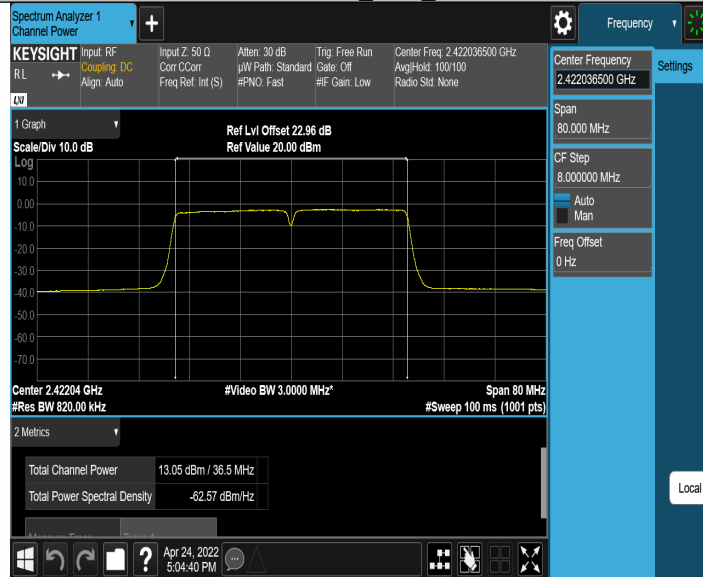 Spectrum Analyzer 1
Channel Power
Frequency
KEYSIGHT
Input: RF
Input Z: 50 Ω
Atten: 30 dB
Trig: Free Run
Center Freq: 2.422036500 GHz
RL
Coupling: DC
Corr CCorr
µW Path: Standard
Gate: Off
Avg|Hold: 100/100
Align: Auto
Freq Ref: Int (S)
#PNO: Fast
#IF Gain: Low
Radio Std: None
LXI
Center Frequency
2.422036500 GHz
Settings
Span
80.000 MHz
CF Step
8.000000 MHz
Auto
Man
Freq Offset
0 Hz
Local
1 Graph
Ref Lvl Offset 22.96 dB
Scale/Div 10.0 dB
Ref Value 20.00 dBm
Log
10.0
0.00
-10.0
-20.0
-30.0
-40.0
-50.0
-60.0
-70.0
Center 2.42204 GHz
#Video BW 3.0000 MHz*
Span 80 MHz
#Res BW 820.00 kHz
#Sweep 100 ms (1001 pts)
2 Metrics
Total Channel Power
13.05 dBm / 36.5 MHz
Total Power Spectral Density
-62.57 dBm/Hz
Apr 24, 2022
5:04:40 PM